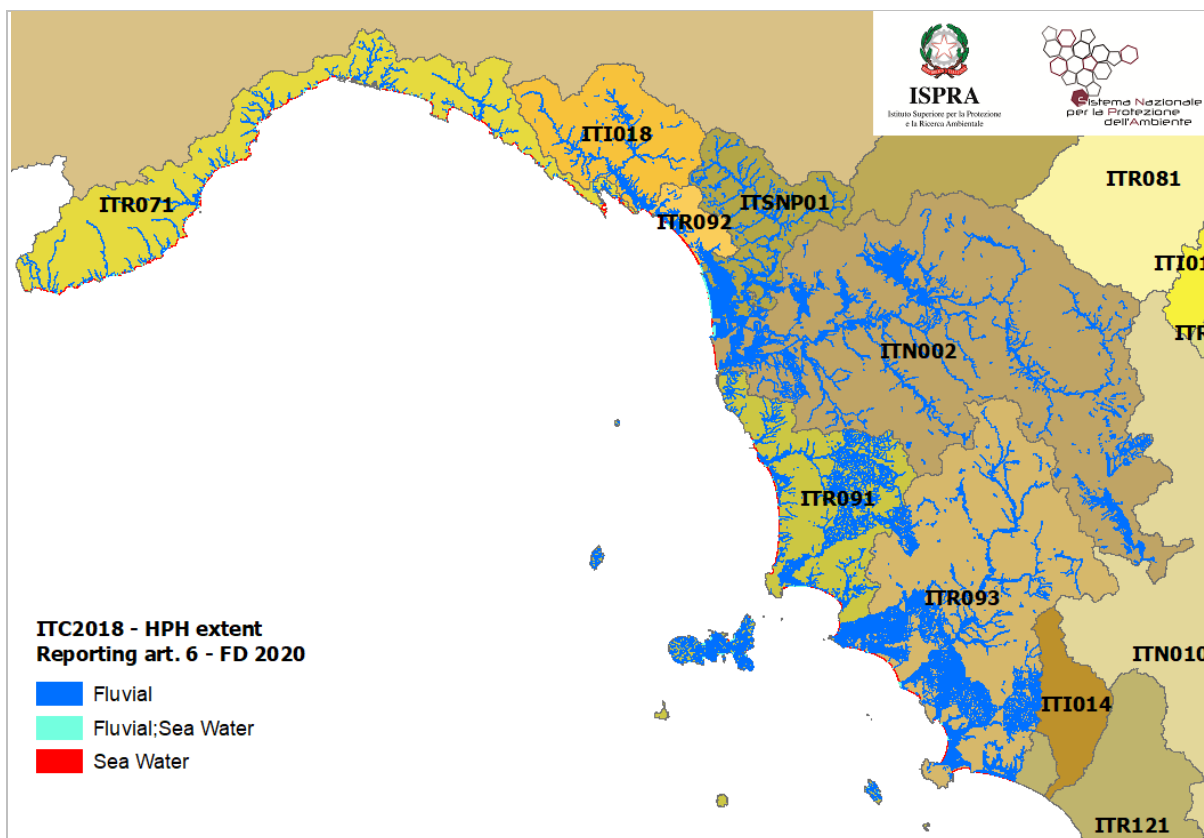 ISPRA
Istituto Superiore per la Protezione
e la Ricerca Ambientale
Sistema Nazionale
per la Protezione
dell'Ambiente
ITR081
ITI018
ITSNP01
ITR071
ITR092
ITI01
ITR
ITN002
ITR091
ITR093
ITN010
ITI014
ITR121
ITC2018 - HPH extent
Reporting art. 6 - FD 2020
Fluvial
Fluvial;Sea Water
Sea Water